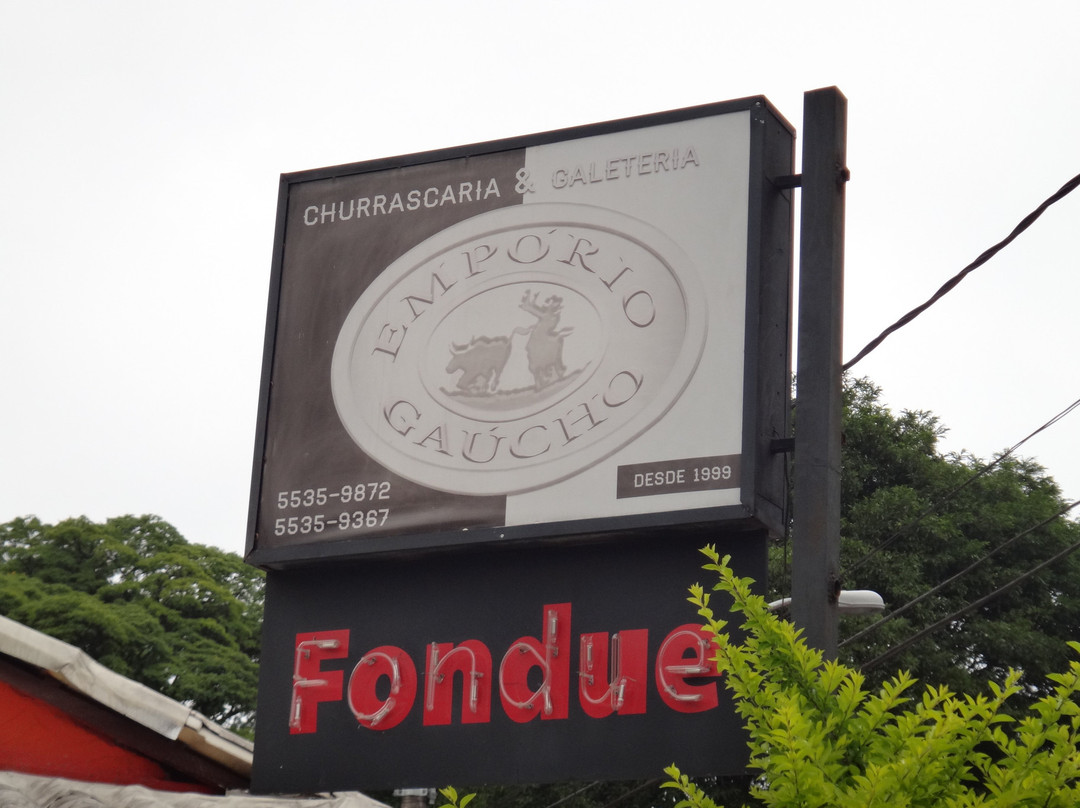 CHURRASCARIA & GALETERIA
EMPÓRIO
GAÚCHO
5535-9872
5535-9367
DESDE 1999
Fondue